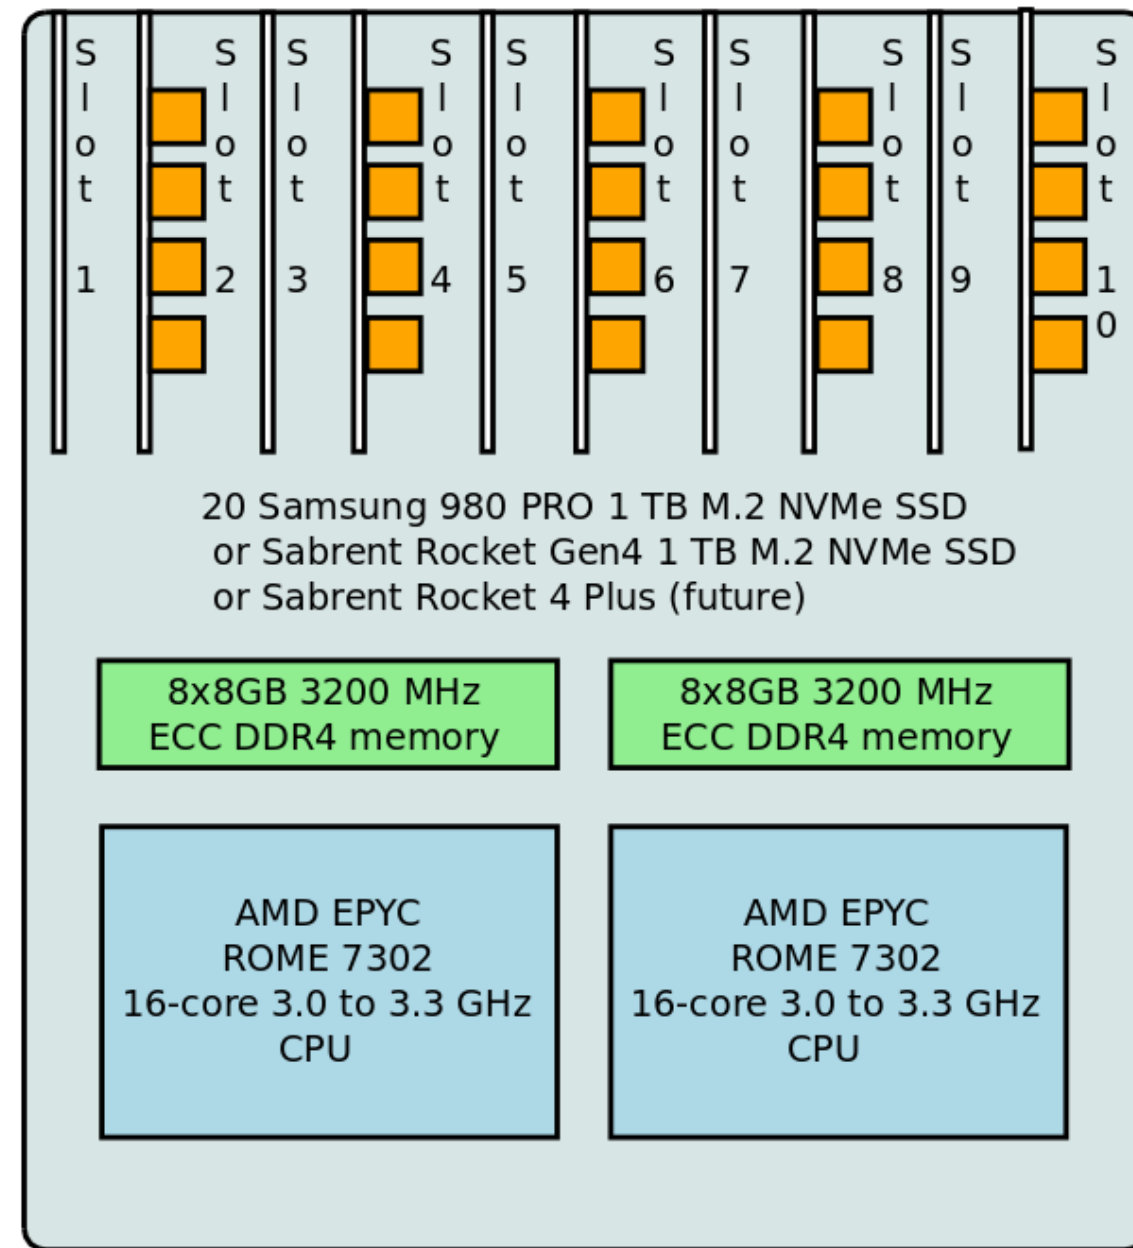 Slot 1
Slot 2
Slot 3
Slot 4
Slot 5
Slot 6
Slot 7
Slot 8
Slot 9
Slot 10
20 Samsung 980 PRO 1 TB M.2 NVMe SSD
or Sabrent Rocket Gen4 1 TB M.2 NVMe SSD
or Sabrent Rocket 4 Plus (future)
8x8GB 3200 MHz
ECC DDR4 memory
8x8GB 3200 MHz
ECC DDR4 memory
AMD EPYC
ROME 7302
16-core 3.0 to 3.3 GHz
CPU
AMD EPYC
ROME 7302
16-core 3.0 to 3.3 GHz
CPU